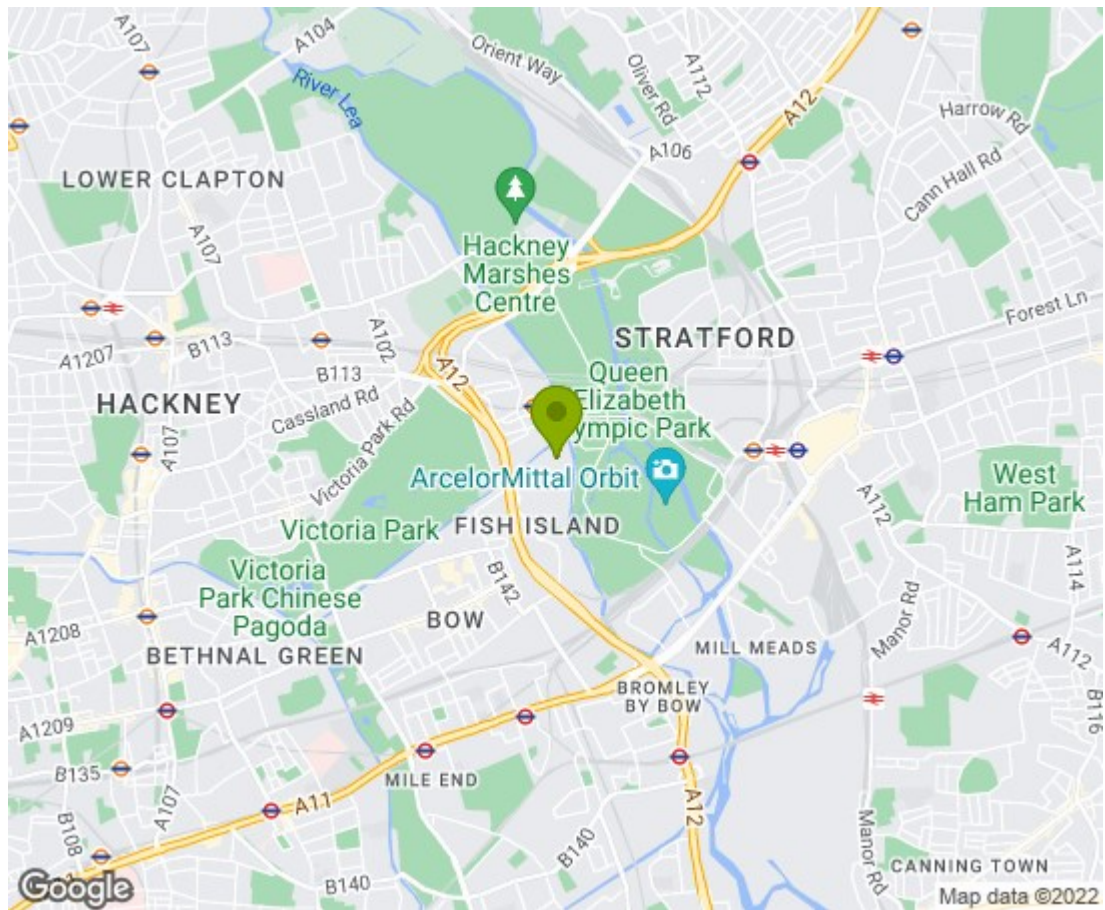 A107
A104
Orient Way
Oliver Rd
A112
A12
River Lea
A106
Harrow Rd
Cann Hall Rd
LOWER CLAPTON
A107
Hackney
Marshes
Centre
Forest Ln
STRATFORD
A1207
B113
A102
B113
A12
Queen
Elizabeth
ympic Park
HACKNEY
Cassland Rd
Victoria Park Rd
A107
ArcelorMittal Orbit
West
Ham Park
A112
Victoria Park
FISH ISLAND
A114
Victoria
Park Chinese
Pagoda
B142
BOW
Manor Rd
A1208
BETHNAL GREEN
MILL MEADS
A112
BROMLEY
BY BOW
B116
A1209
B135
MILE END
A107
A11
A12
B108
B140
Manor Rd
CANNING TOWN
B140
Google
Map data ©2022